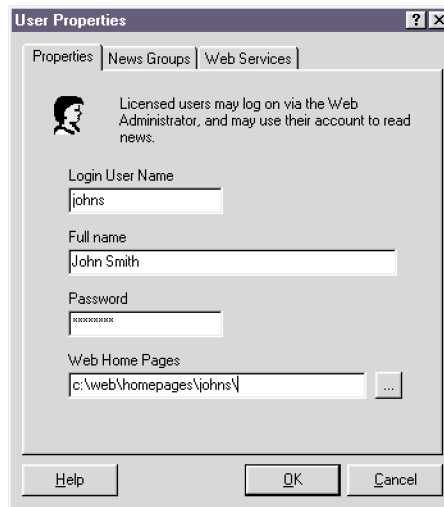 User Properties
? X
Properties
News Groups
Web Services
Licensed users may log on via the Web
Administrator, and may use their account to read
news.
Login User Name
johns
Full name
John Smith
Password
********
Web Home Pages
c:\web\homepages\johns\
...
Help
OK
Cancel